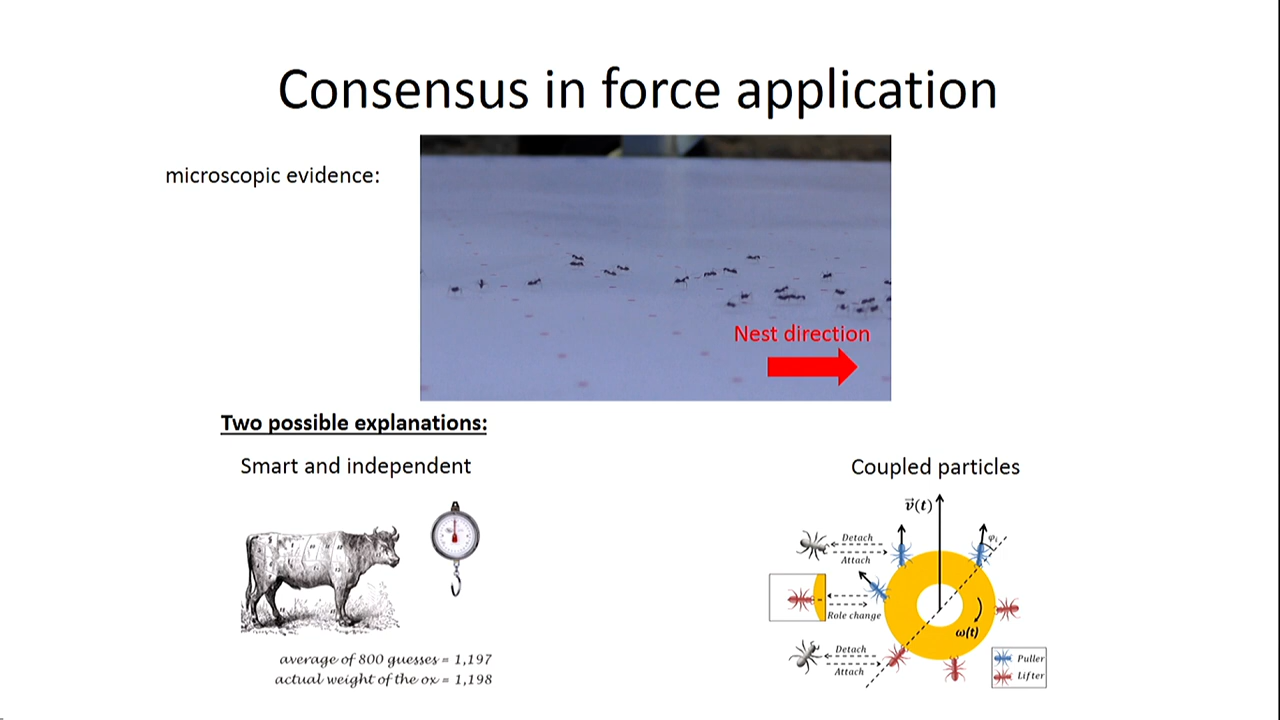 Consensus in force application
microscopic evidence:
Nest direction
Two possible explanations:
Smart and independent
average of 800 guesses = 1,197
actual weight of the ox = 1,198
Coupled particles
v⃗(t)
φᵢ
Detach
Attach
Role change
ω(t)
Detach
Attach
Puller
Lifter